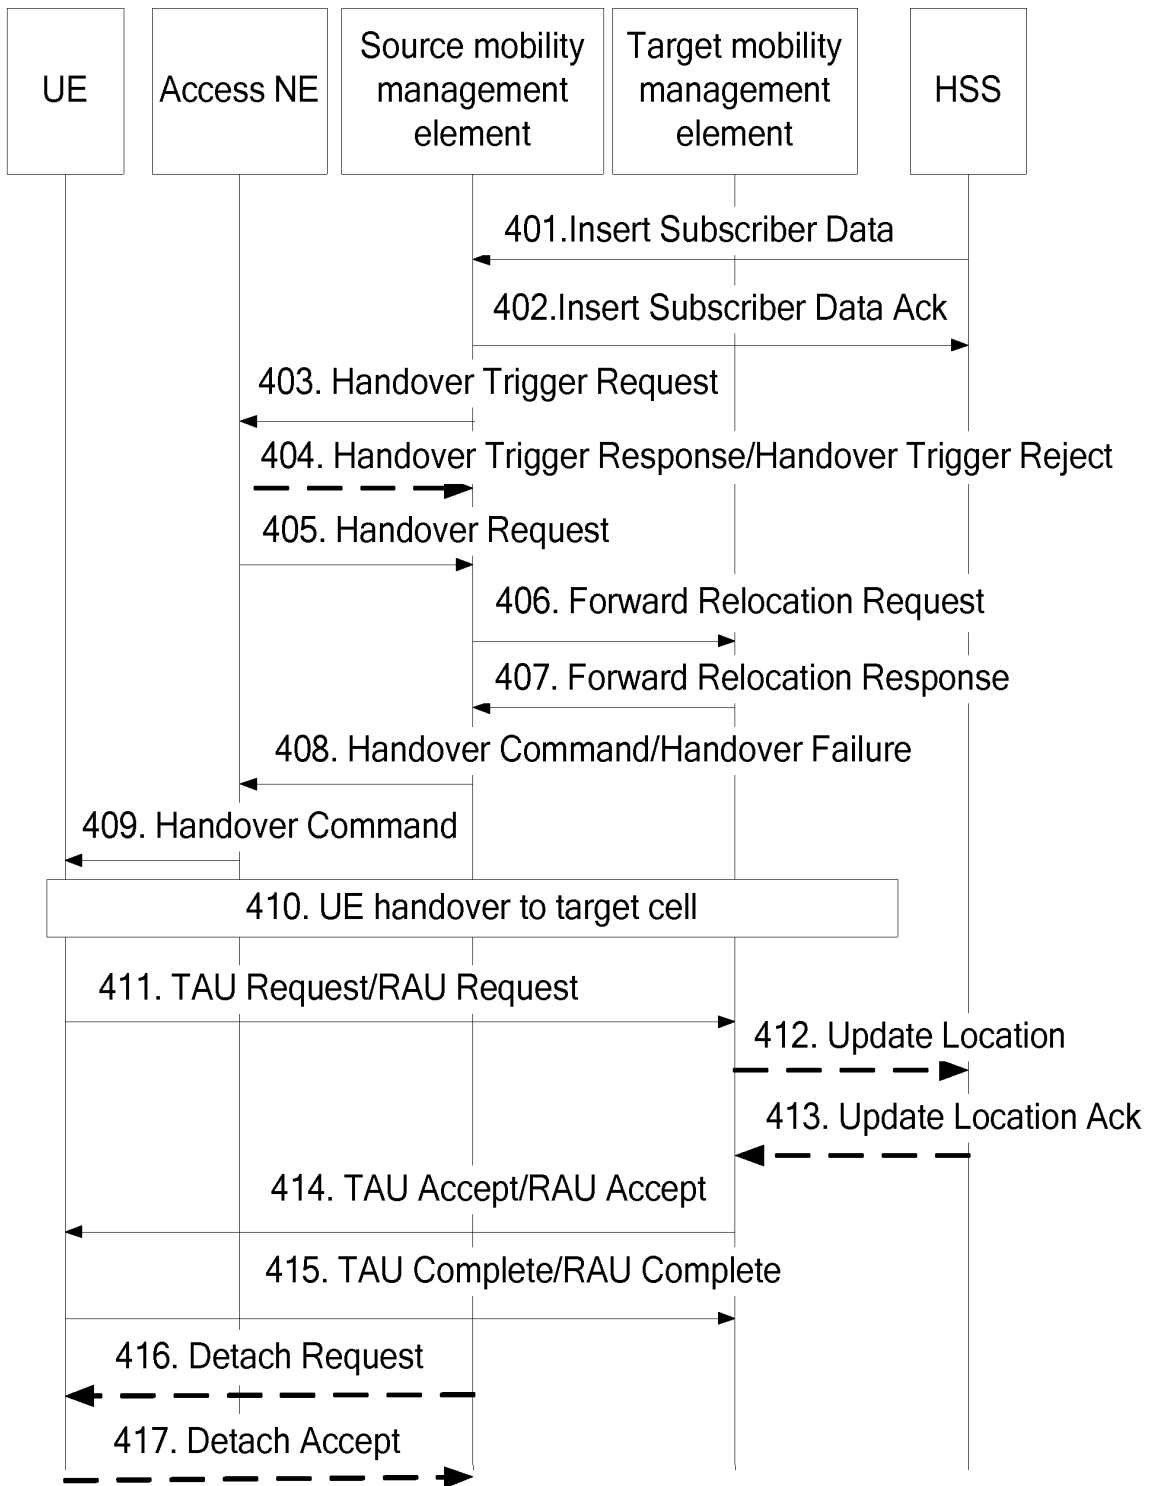 UE
Access NE
Source mobility
management
element
Target mobility
management
element
HSS
401.Insert Subscriber Data
402.Insert Subscriber Data Ack
403. Handover Trigger Request
404. Handover Trigger Response/Handover Trigger Reject
405. Handover Request
406. Forward Relocation Request
407. Forward Relocation Response
408. Handover Command/Handover Failure
409. Handover Command
410. UE handover to target cell
411. TAU Request/RAU Request
412. Update Location
413. Update Location Ack
414. TAU Accept/RAU Accept
415. TAU Complete/RAU Complete
416. Detach Request
417. Detach Accept